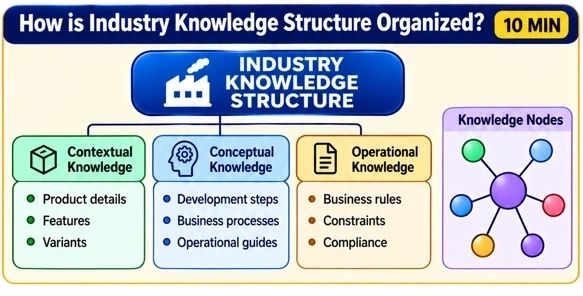 How is Industry Knowledge Structure Organized?
10 MIN
INDUSTRY
KNOWLEDGE
STRUCTURE
Contextual
Knowledge
• Product details
• Features
• Variants
Conceptual
Knowledge
• Development steps
• Business processes
• Operational guides
Operational
Knowledge
• Business rules
• Constraints
• Compliance
Knowledge Nodes